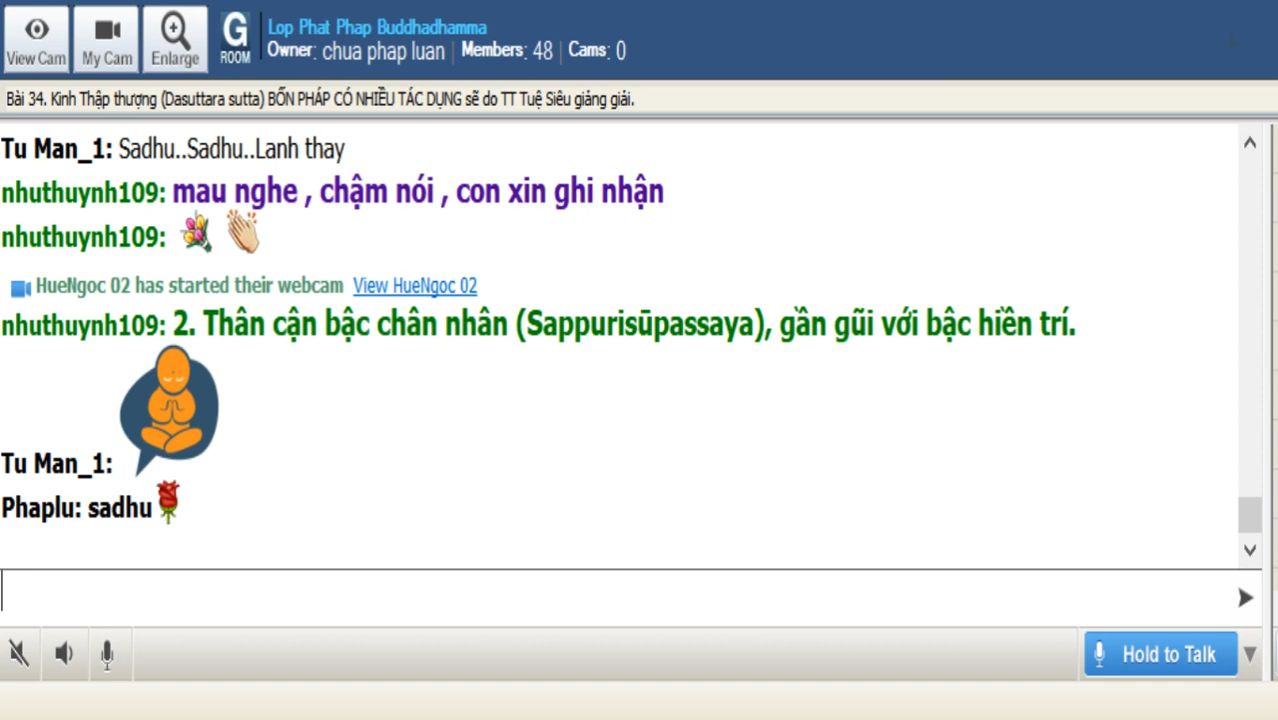 View Cam
My Cam
Enlarge
G
ROOM
Lop Phat Phap Buddhadhamma
Owner: chua phap luan | Members: 48 | Cams: 0
Bài 34. Kinh Thập thượng (Dasuttara sutta) BỐN PHÁP CÓ NHIỀU TÁC DỤNG sẽ do TT Tuệ Siêu giảng giải.
Tu Man_1: Sadhu..Sadhu..Lanh thay
nhuthuynh109: mau nghe , chậm nói , con xin ghi nhận
nhuthuynh109:
HueNgoc 02 has started their webcam View HueNgoc 02
nhuthuynh109: 2. Thân cận bậc chân nhân (Sappurisūpassaya), gần gũi với bậc hiền trí.
Tu Man_1:
Phaplu: sadhu
Hold to Talk